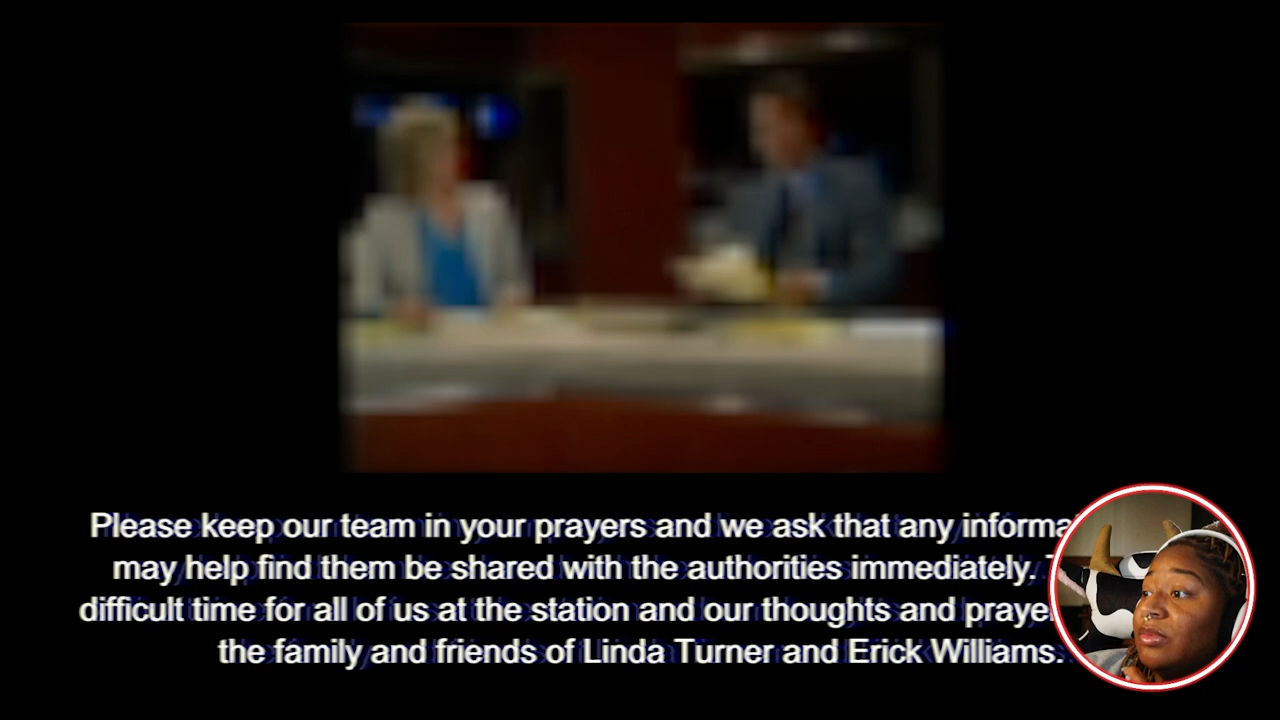 Please keep our team in your prayers and we ask that any
may help find them be shared with the authorities immediately.
difficult time for all of us at the station and our thoughts and
the family and friends of Linda Turner and Erick Williams.